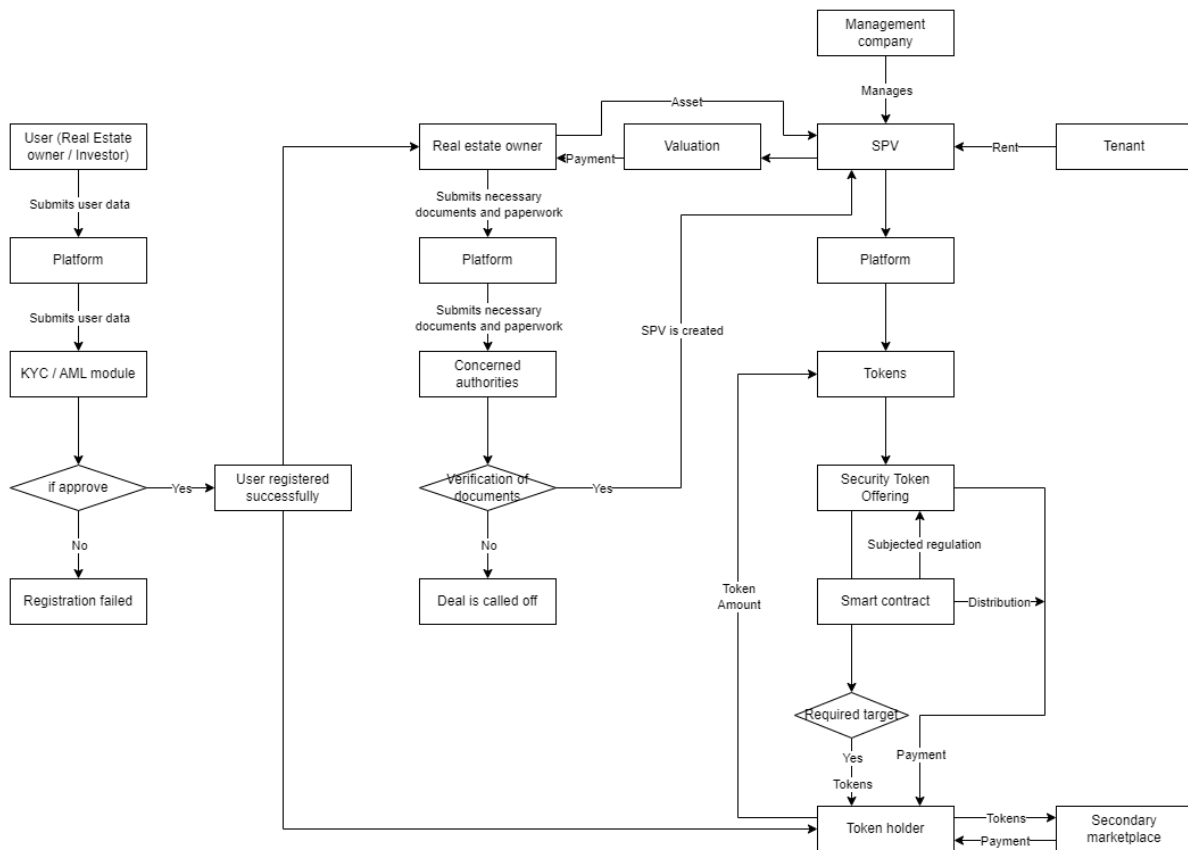 Management
company
Manages
Asset
User (Real Estate
owner / Investor)
Real estate owner
Payment
Valuation
SPV
Rent
Tenant
Submits user data
Submits necessary
documents and paperwork
Platform
Platform
Platform
Submits user data
Submits necessary
documents and paperwork
SPV is created
KYC / AML module
Concerned
authorities
Tokens
if approve
Yes
User registered
successfully
Verification of
documents
Yes
Security Token
Offering
No
No
Subjected regulation
Registration failed
Deal is called off
Token
Amount
Smart contract
Distribution
Required target
Yes
Payment
Tokens
Token holder
Tokens
Payment
Secondary
marketplace